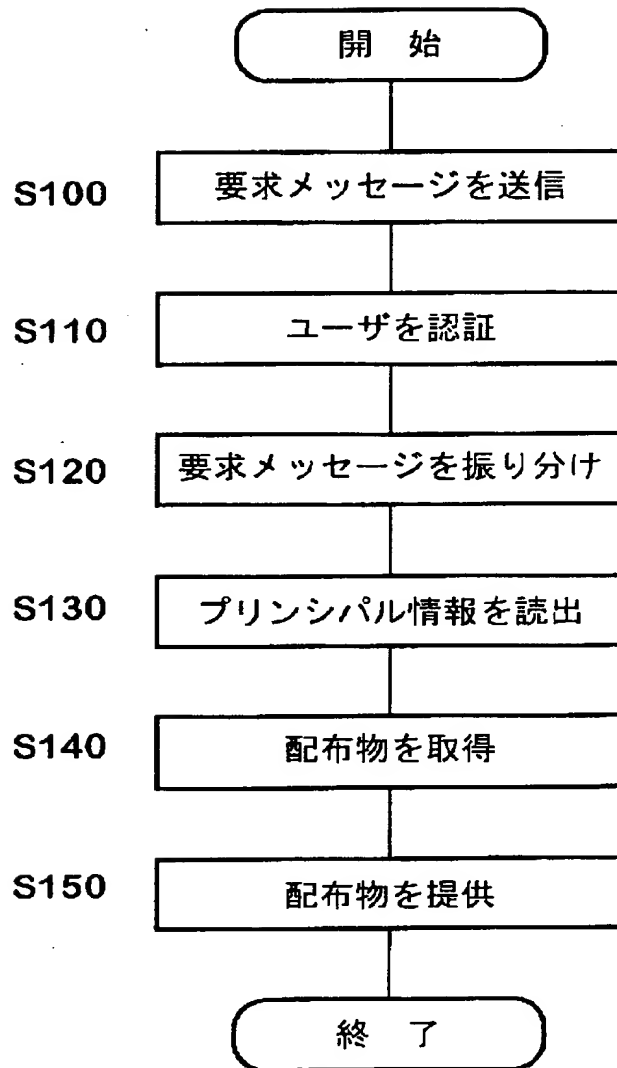 開 始
S100 要求メッセージを送信
S110 ユーザを認証
S120 要求メッセージを振り分け
S130 プリンシパル情報を読出
S140 配布物を取得
S150 配布物を提供
終 了